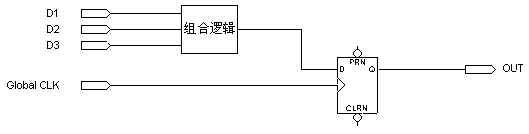 D1
D2
D3
组合逻辑
Global CLK
PRN
D
Q
CLRN
OUT